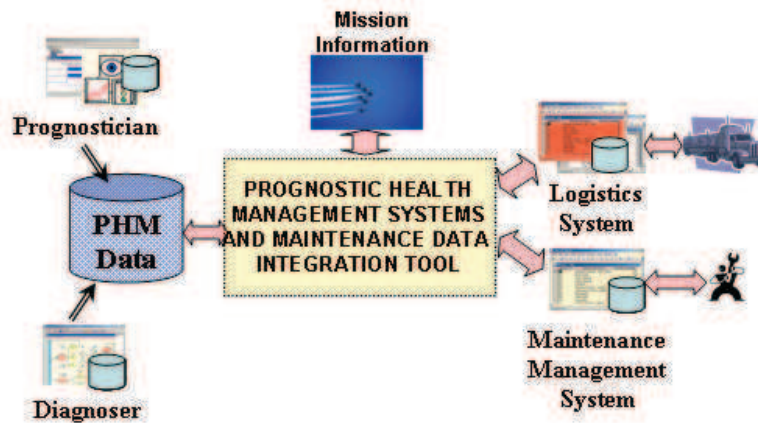 Mission
Information
Prognostician
PHM
Data
PROGNOSTIC HEALTH
MANAGEMENT SYSTEMS
AND MAINTENANCE DATA
INTEGRATION TOOL
Logistics
System
Maintenance
Management
System
Diagnoser